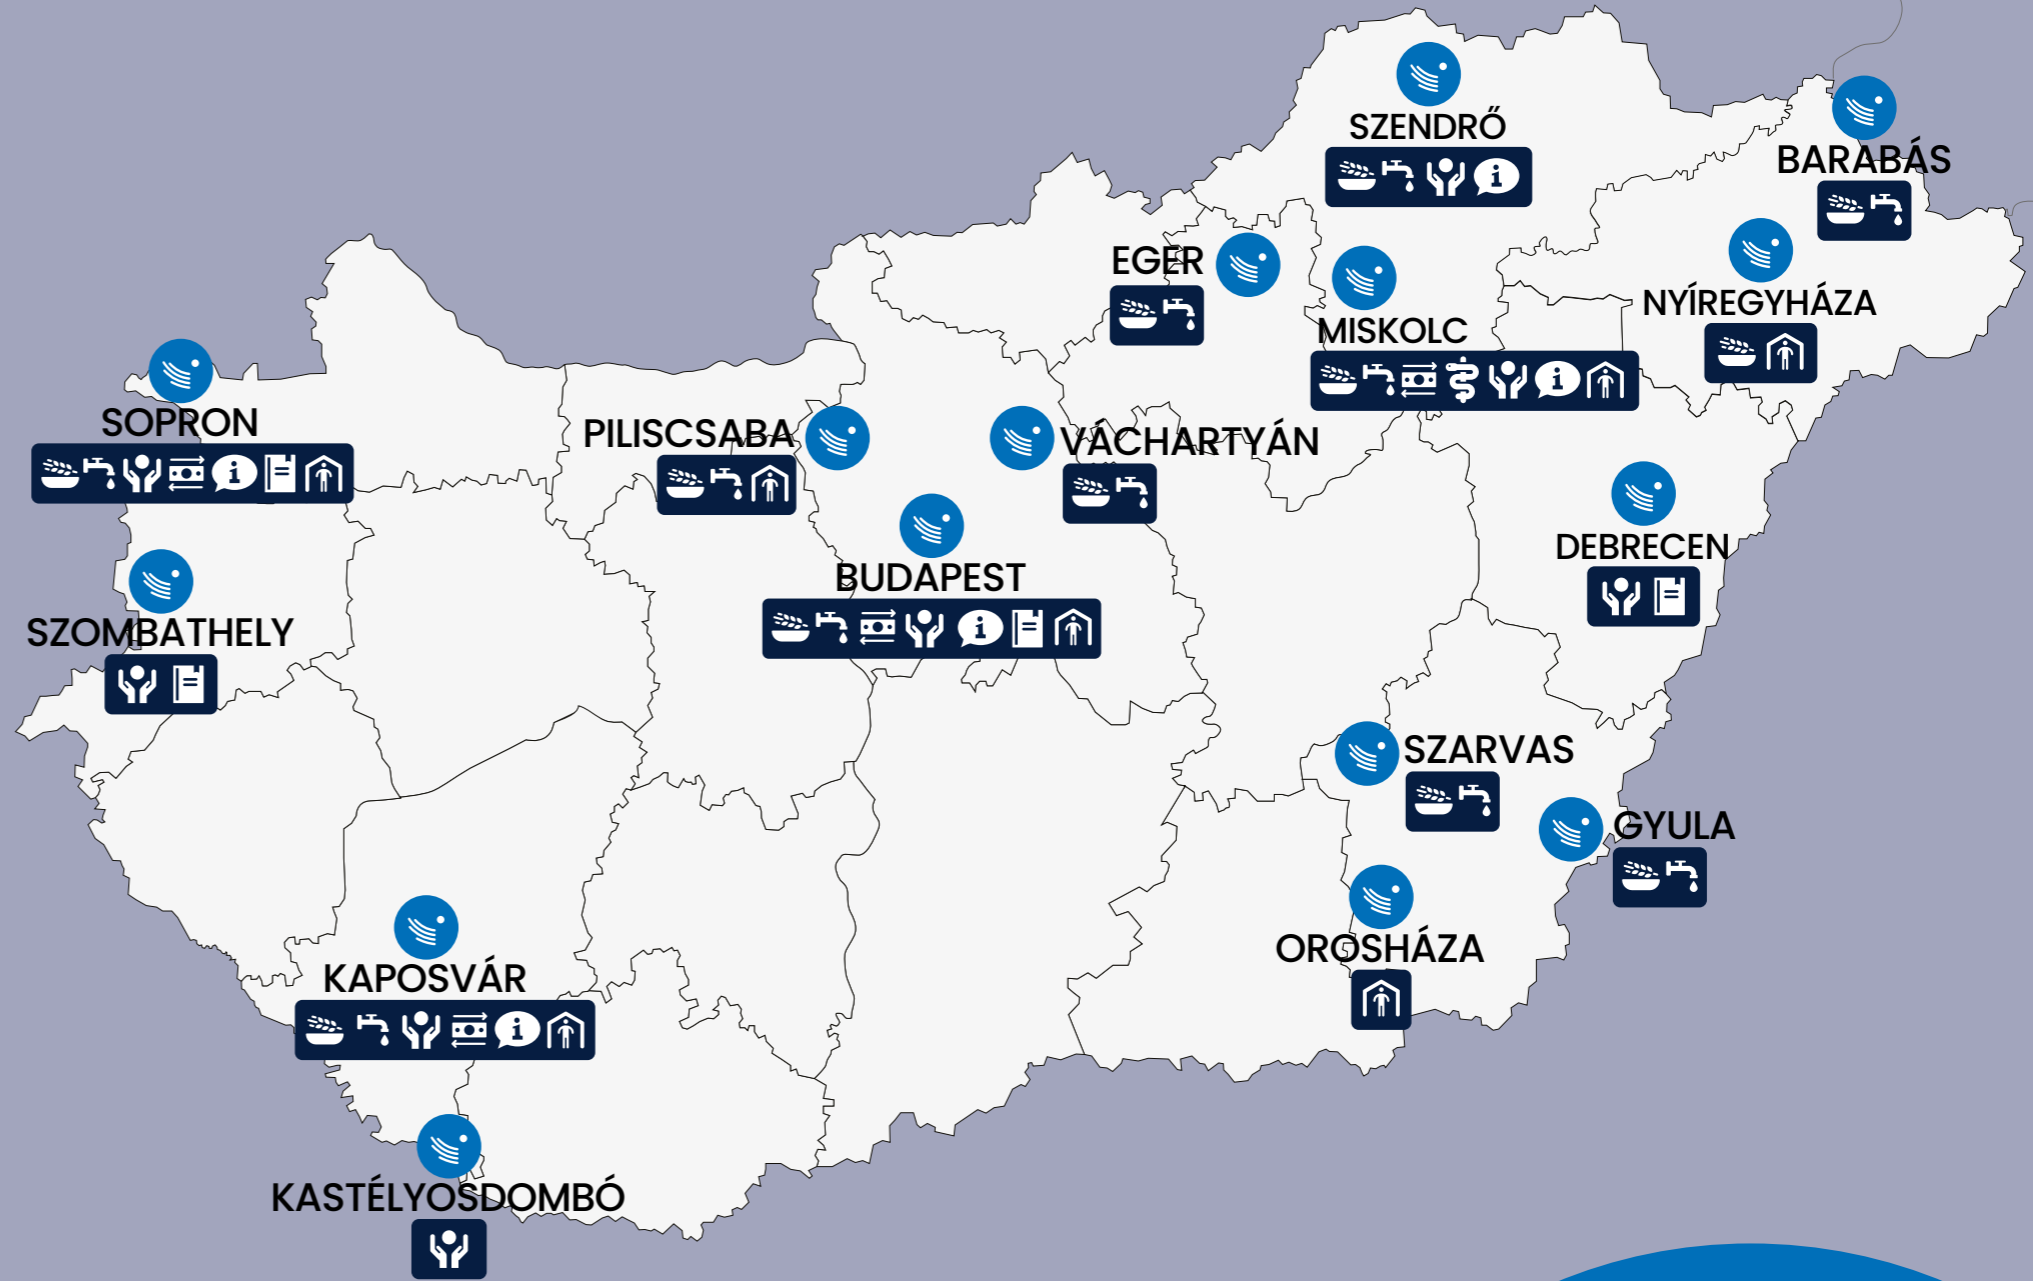 SZENDRŐ
BARABÁS
EGER
NYÍREGYHÁZA
MISKOLC
SOPRON
PILISCSABA
VÁCHARTYÁN
DEBRECEN
BUDAPEST
SZOMBATHELY
SZARVAS
GYULA
OROSHÁZA
KAPOSVÁR
KASTÉLYOSDOMBÓ